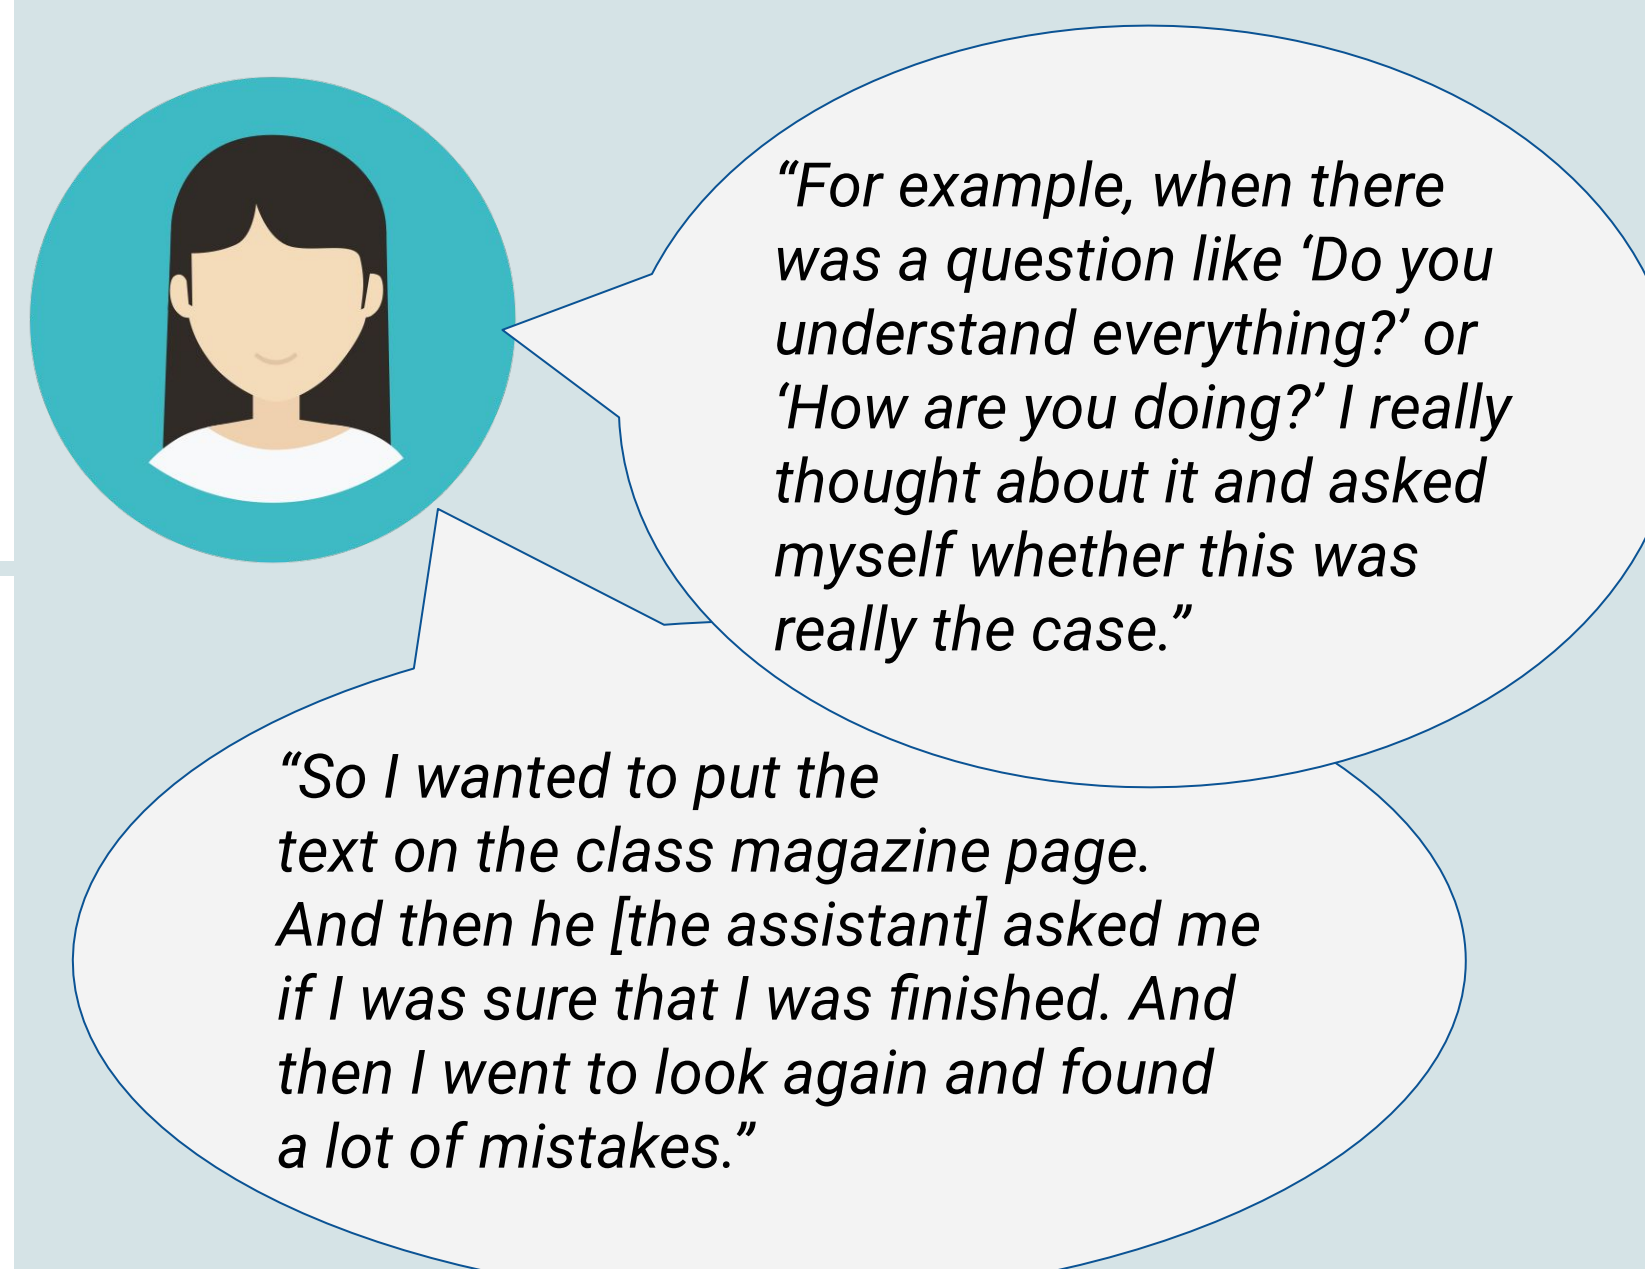 “For example, when there
was a question like ‘Do you
understand everything?’ or
‘How are you doing?’ I really
thought about it and asked
myself whether this was
really the case.”
“So I wanted to put the
text on the class magazine page.
And then he [the assistant] asked me
if I was sure that I was finished. And
then I went to look again and found
a lot of mistakes.”